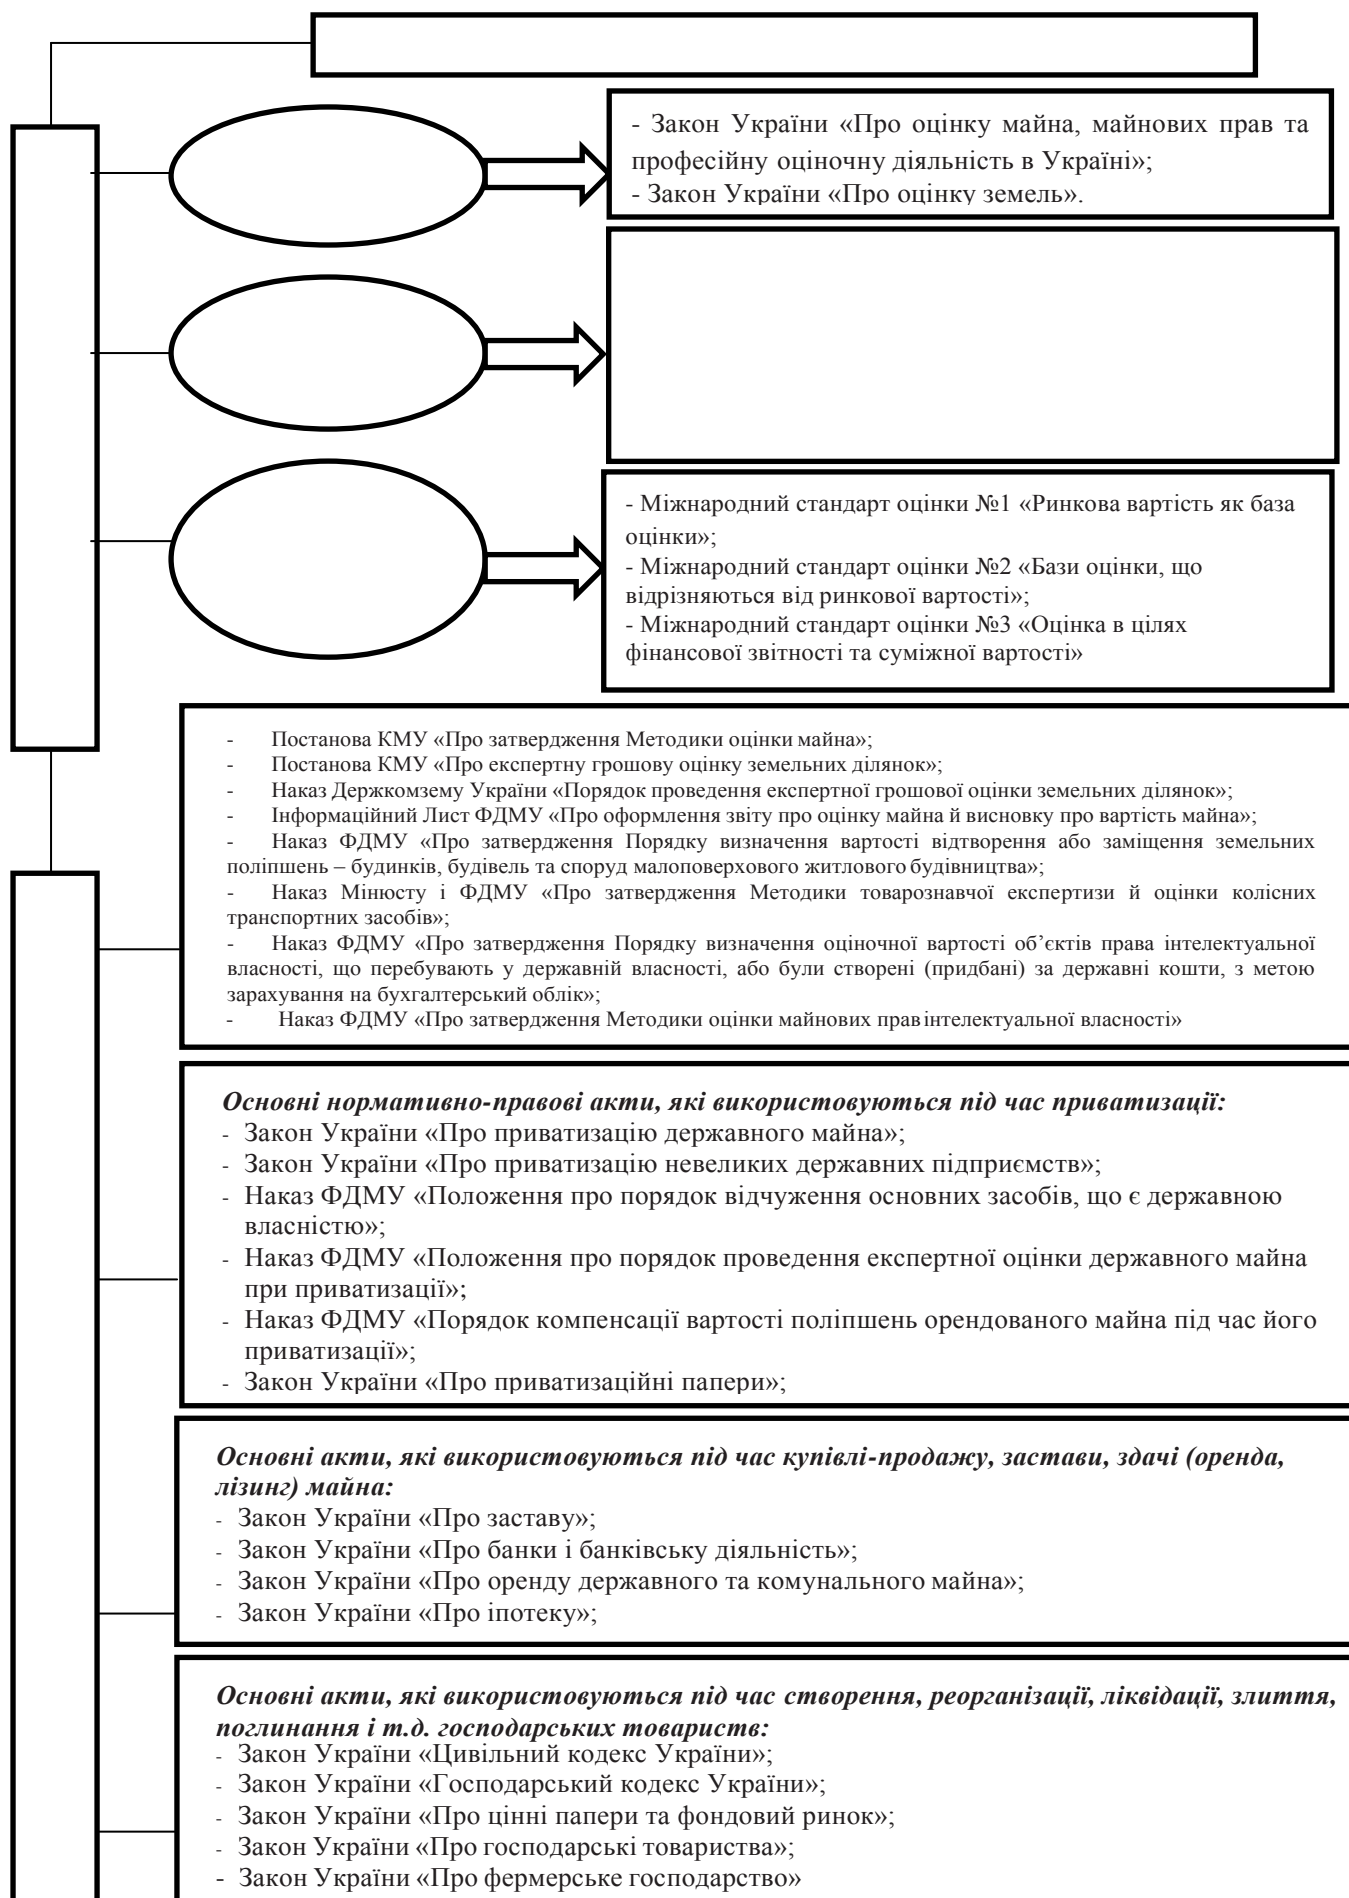 - Закон України «Про оцінку майна, майнових прав та
професійну оціночну діяльність в Україні»;
- Закон України «Про оцінку земель».
- Міжнародний стандарт оцінки №1 «Ринкова вартість як база
оцінки»;
- Міжнародний стандарт оцінки №2 «Бази оцінки, що
відрізняються від ринкової вартості»;
- Міжнародний стандарт оцінки №3 «Оцінка в цілях
фінансової звітності та суміжної вартості»
- Постанова КМУ «Про затвердження Методики оцінки майна»;
- Постанова КМУ «Про експертну грошову оцінку земельних ділянок»;
- Наказ Держкомзему України «Порядок проведення експертної грошової оцінки земельних ділянок»;
- Інформаційний Лист ФДМУ «Про оформлення звіту про оцінку майна й висновку про вартість майна»;
- Наказ ФДМУ «Про затвердження Порядку визначення вартості відтворення або заміщення земельних
поліпшень – будинків, будівель та споруд малоповерхового житлового будівництва»;
- Наказ Мінюсту і ФДМУ «Про затвердження Методики товарознавчої експертизи й оцінки колісних
транспортних засобів»;
- Наказ ФДМУ «Про затвердження Порядку визначення оціночної вартості об’єктів права інтелектуальної
власності, що перебувають у державній власності, або були створені (придбані) за державні кошти, з метою
зарахування на бухгалтерський облік»;
- Наказ ФДМУ «Про затвердження Методики оцінки майнових прав інтелектуальної власності»
Основні нормативно-правові акти, які використовуються під час приватизації:
- Закон України «Про приватизацію державного майна»;
- Закон України «Про приватизацію невеликих державних підприємств»;
- Наказ ФДМУ «Положення про порядок відчуження основних засобів, що є державною
власністю»;
- Наказ ФДМУ «Положення про порядок проведення експертної оцінки державного майна
при приватизації»;
- Наказ ФДМУ «Порядок компенсації вартості поліпшень орендованого майна під час його
приватизації»;
- Закон України «Про приватизаційні папери»;
Основні акти, які використовуються під час купівлі-продажу, застави, здачі (оренда,
лізинг) майна:
- Закон України «Про заставу»;
- Закон України «Про банки і банківську діяльність»;
- Закон України «Про оренду державного та комунального майна»;
- Закон України «Про іпотеку»;
Основні акти, які використовуються під час створення, реорганізації, ліквідації, злиття,
поглинання і т.д. господарських товариств:
- Закон України «Цивільний кодекс України»;
- Закон України «Господарський кодекс України»;
- Закон України «Про цінні папери та фондовий ринок»;
- Закон України «Про господарські товариства»;
- Закон України «Про фермерське господарство»